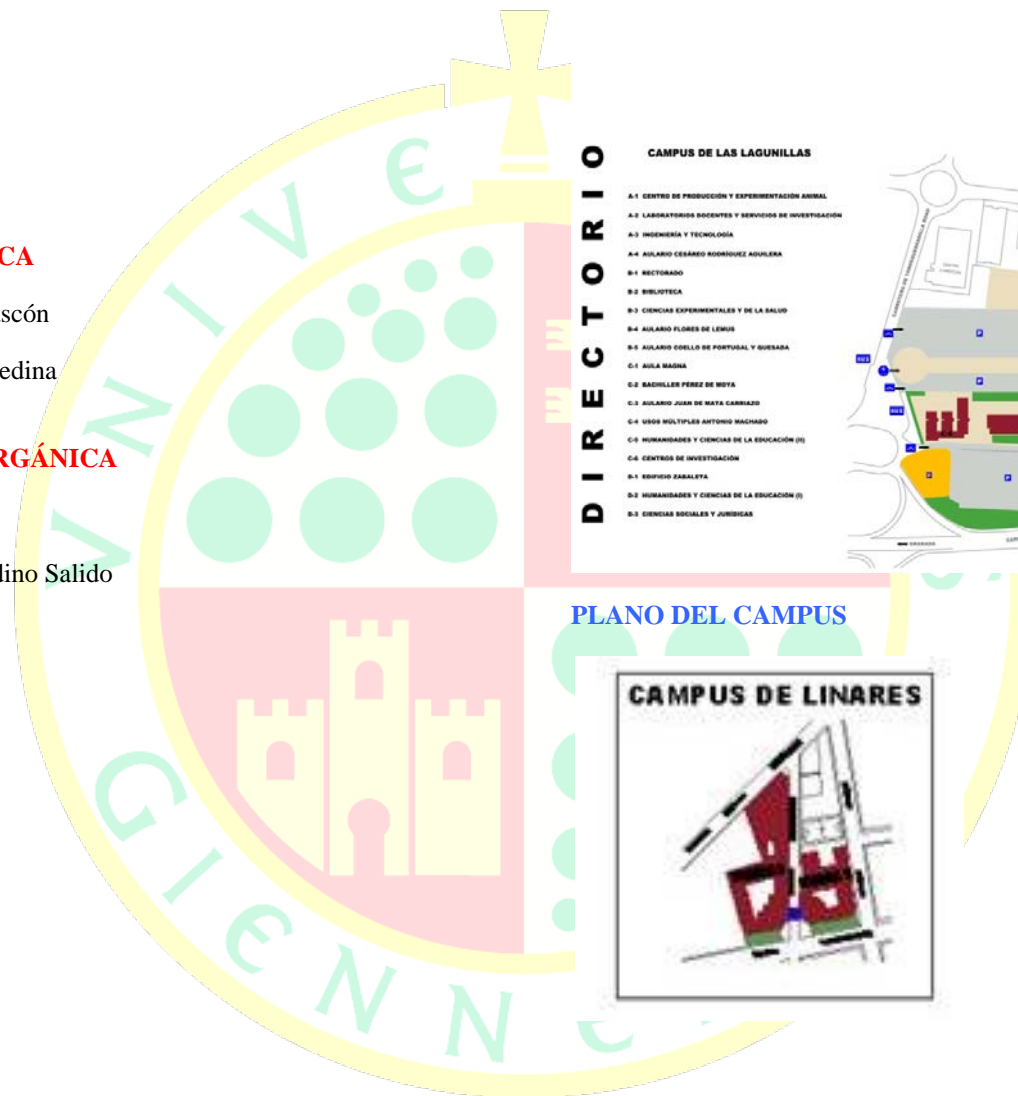 CA
ascón
edina
RGÁNICA
dino Salido
DIRECTORIO
CAMPUS DE LAS LAGUNILLAS
A-1 CENTRO DE PRODUCCIÓN Y EXPERIMENTACIÓN ANIMAL
A-2 LABORATORIOS DOCENTES Y SERVICIOS DE INVESTIGACIÓN
A-3 INGENIERÍA Y TECNOLOGÍA
A-4 AULARIO CESÁREO RODRÍGUEZ AGUILERA
B-1 RECTORADO
B-2 BIBLIOTECA
B-3 CIENCIAS EXPERIMENTALES Y DE LA SALUD
B-4 AULARIO FLORES DE LEMUS
B-5 AULARIO COELLO DE PORTUGAL Y QUESADA
C-1 AULA MAGNA
C-2 BACHILLER PÉREZ DE MOYA
C-3 AULARIO JUAN DE MATA CARRIAZO
C-4 USOS MÚLTIPLES ANTONIO MACHADO
C-5 HUMANIDADES Y CIENCIAS DE LA EDUCACIÓN (II)
C-6 CENTROS DE INVESTIGACIÓN
D-1 EDIFICIO ZABALETA
D-2 HUMANIDADES Y CIENCIAS DE LA EDUCACIÓN (I)
D-3 CIENCIAS SOCIALES Y JURÍDICAS
P
BUS
P
BUS
P
P
GRANADA
PLANO DEL CAMPUS
CAMPUS DE LINARES
VNIVE
GIENNE